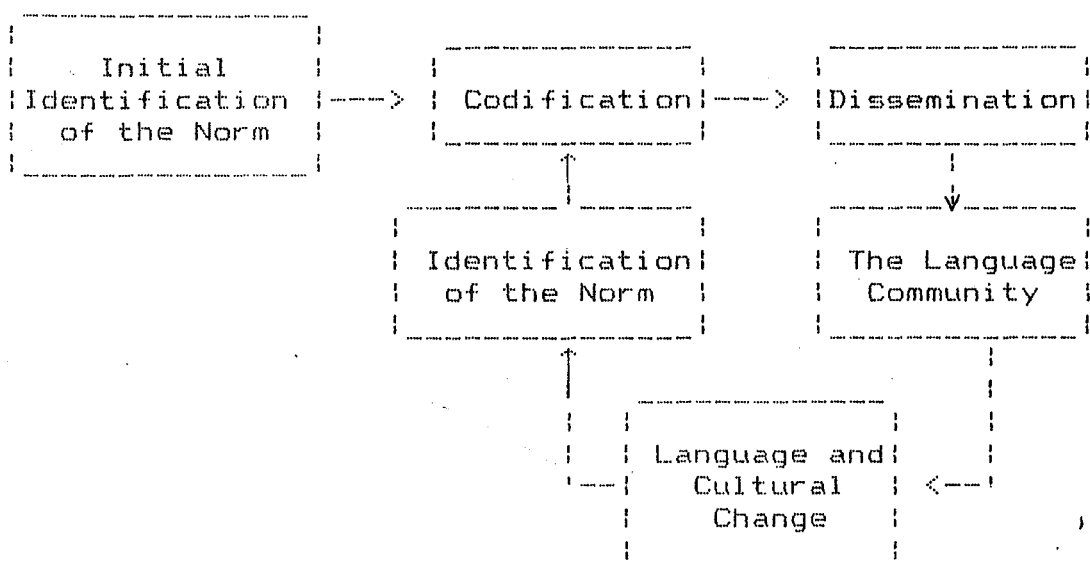 Initial
Identification
of the Norm
Codification
Dissemination
Identification
of the Norm
The Language
Community
Language and
Cultural
Change